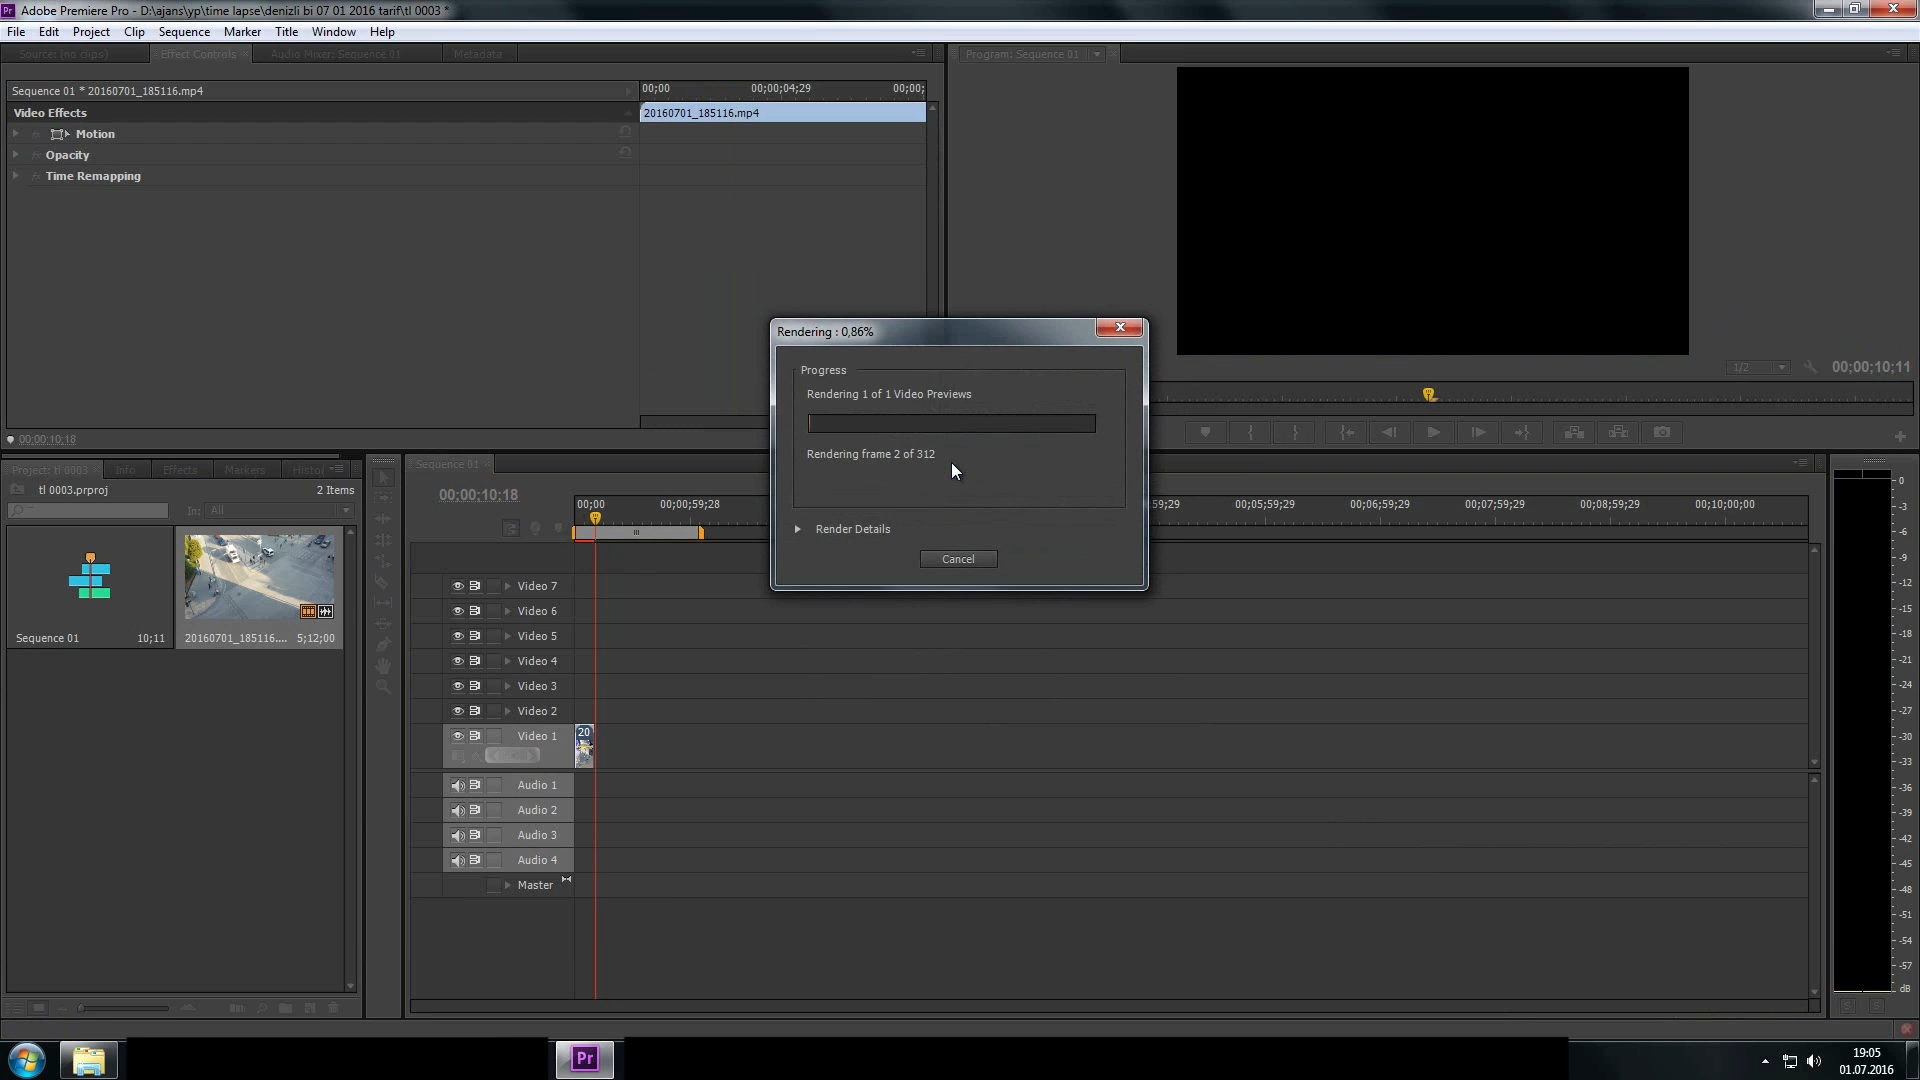 Adobe Premiere Pro - D:\ajans\yp\time lapse\denizli bi 07 01 2016 tarif\tl 0003 *
File Edit Project Clip Sequence Marker Title Window Help
Source: (no clips) Effect Controls Audio Mixer: Sequence 01 Metadata
Program: Sequence 01
Sequence 01 * 20160701_185116.mp4
00;00 00;00;04;29 00;00;
Video Effects
20160701_185116.mp4
Motion
Opacity
Time Remapping
Rendering : 0,86%
Progress
Rendering 1 of 1 Video Previews
Rendering frame 2 of 312
Render Details
Cancel
1/2
00;00;10;11
00;00;10;18
Project: tl 0003 Info Effects Markers Histo
tl 0003.prproj 2 Items
In: All
Sequence 01 10;11
20160701_185116.... 5;12;00
Sequence 01
00;00;10;18
00;00 00;00;59;28 59;29 00;05;59;29 00;06;59;29 00;07;59;29 00;08;59;29 00;10;00;00
Video 7
Video 6
Video 5
Video 4
Video 3
Video 2
Video 1
20
Audio 1
Audio 2
Audio 3
Audio 4
Master
0
-3
-6
-9
-12
-15
-18
-21
-24
-27
-30
-33
-36
-39
-42
-45
-48
-51
-54
-57
dB
Pr
19:05
01.07.2016